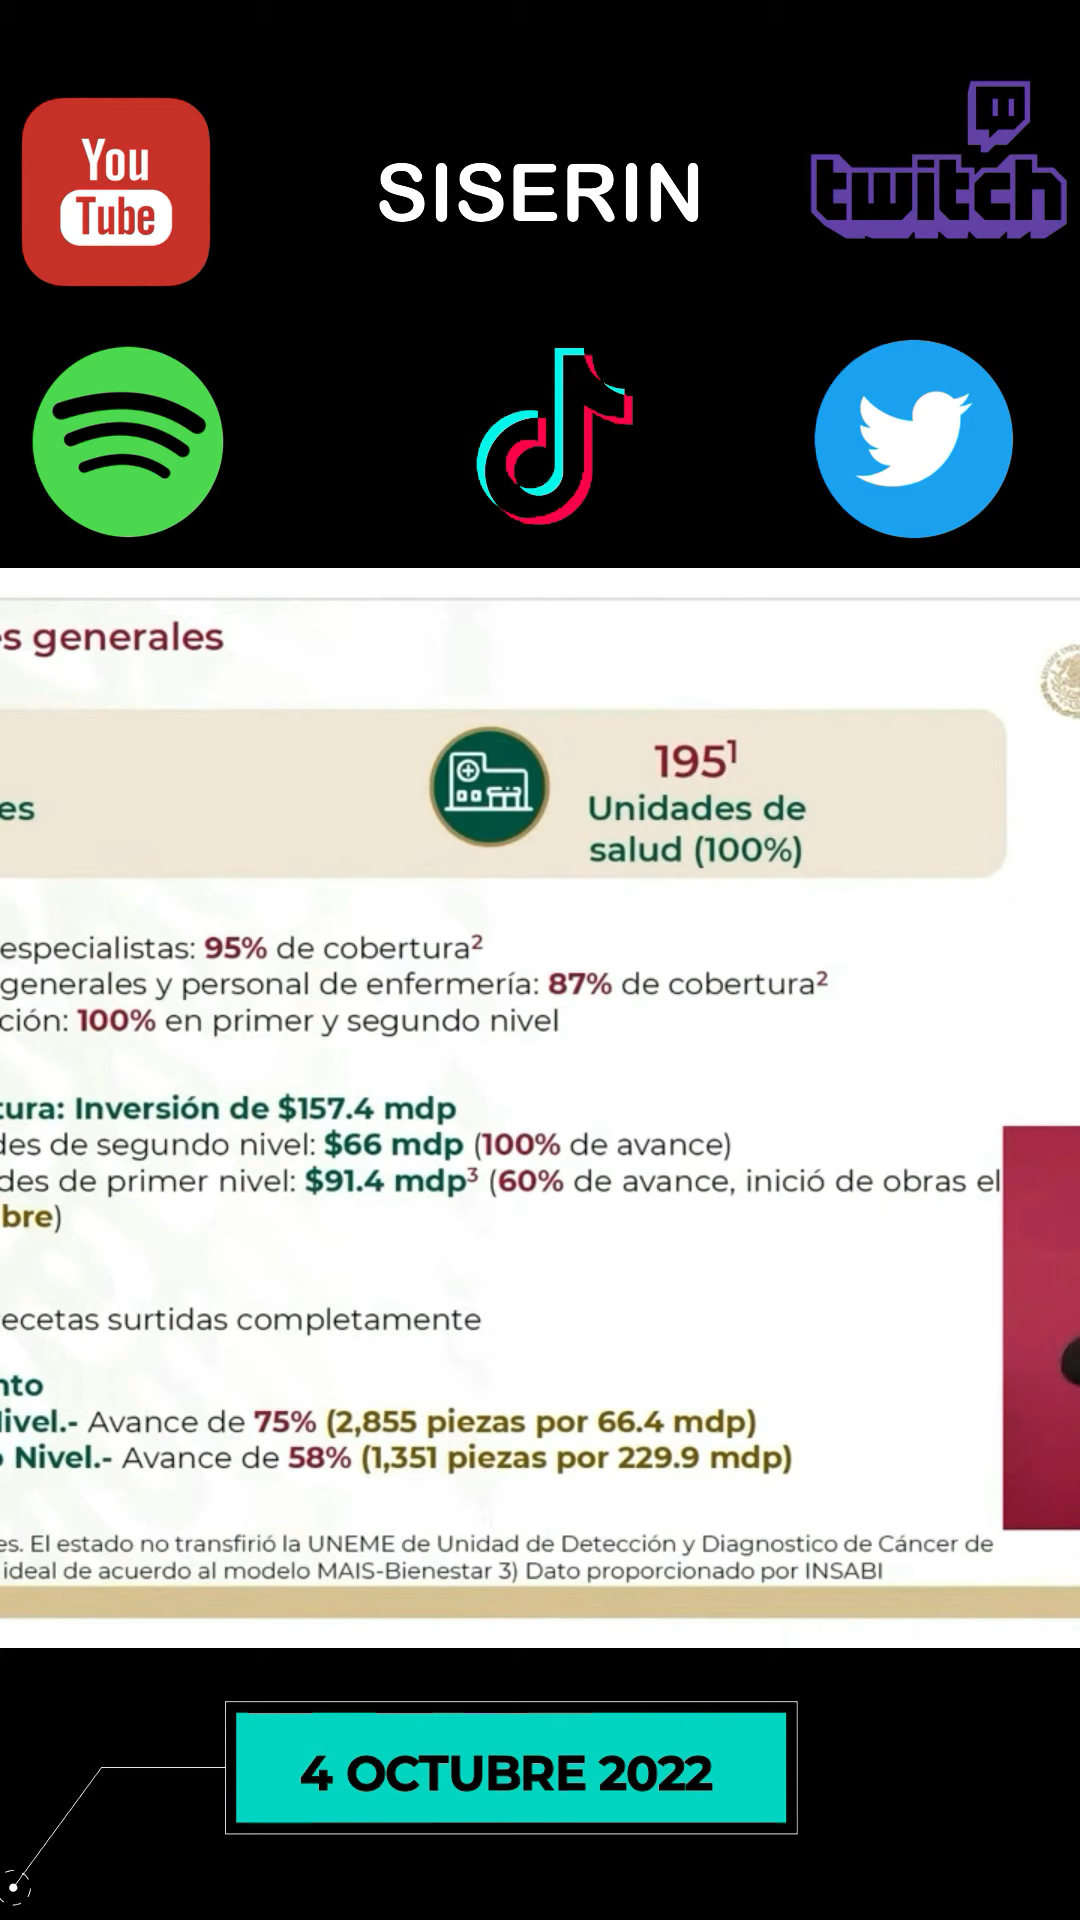 You
Tube
SISERIN
twitch
es generales
195¹
es
Unidades de
salud (100%)
especialistas: 95% de cobertura²
generales y personal de enfermería: 87% de cobertura²
ción: 100% en primer y segundo nivel
tura: Inversión de $157.4 mdp
des de segundo nivel: $66 mdp (100% de avance)
des de primer nivel: $91.4 mdp³ (60% de avance, inició de obras el
bre)
ecetas surtidas completamente
nto
Nivel.- Avance de 75% (2,855 piezas por 66.4 mdp)
o Nivel.- Avance de 58% (1,351 piezas por 229.9 mdp)
es. El estado no transfirió la UNEME de Unidad de Detección y Diagnostico de Cáncer de
ideal de acuerdo al modelo MAIS-Bienestar 3) Dato proporcionado por INSABI
4 OCTUBRE 2022